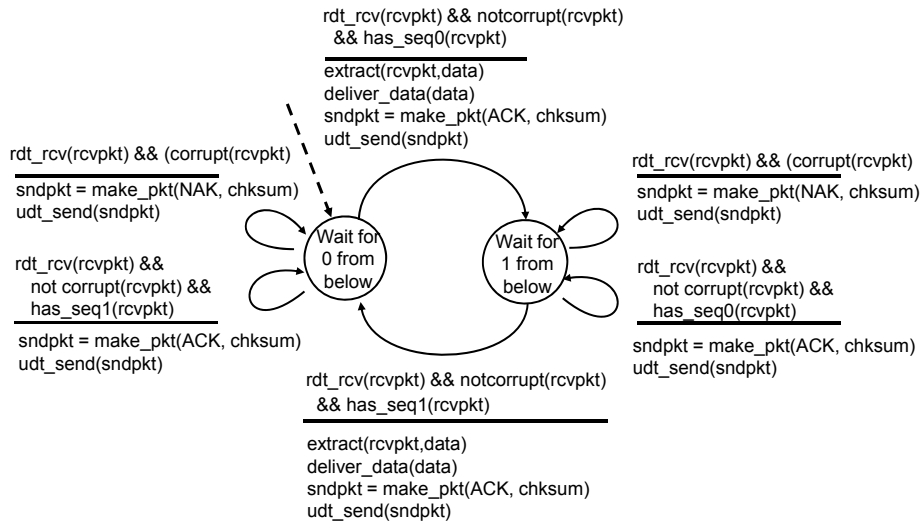 rdt_rcv(rcvpkt) && notcorrupt(rcvpkt)
&& has_seq0(rcvpkt)
extract(rcvpkt,data)
deliver_data(data)
sndpkt = make_pkt(ACK, chksum)
udt_send(sndpkt)
rdt_rcv(rcvpkt) && (corrupt(rcvpkt)
sndpkt = make_pkt(NAK, chksum)
udt_send(sndpkt)
rdt_rcv(rcvpkt) &&
not corrupt(rcvpkt) &&
has_seq1(rcvpkt)
sndpkt = make_pkt(ACK, chksum)
udt_send(sndpkt)
Wait for
0 from
below
Wait for
1 from
below
rdt_rcv(rcvpkt) && (corrupt(rcvpkt)
sndpkt = make_pkt(NAK, chksum)
udt_send(sndpkt)
rdt_rcv(rcvpkt) &&
not corrupt(rcvpkt) &&
has_seq0(rcvpkt)
sndpkt = make_pkt(ACK, chksum)
udt_send(sndpkt)
rdt_rcv(rcvpkt) && notcorrupt(rcvpkt)
&& has_seq1(rcvpkt)
extract(rcvpkt,data)
deliver_data(data)
sndpkt = make_pkt(ACK, chksum)
udt_send(sndpkt)